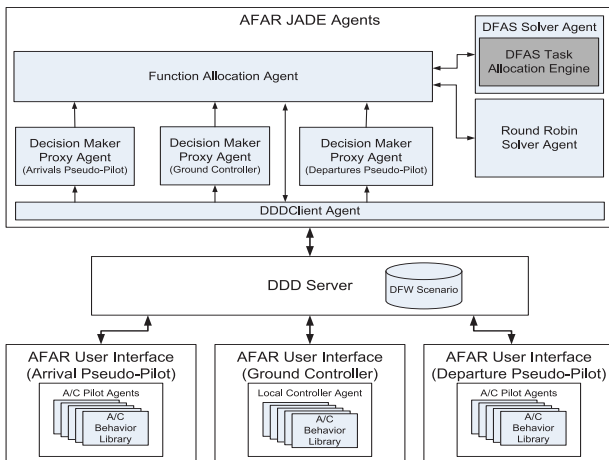 AFAR JADE Agents
Function Allocation Agent
DFAS Solver Agent
DFAS Task
Allocation Engine
Round Robin
Solver Agent
Decision Maker
Proxy Agent
(Arrivals Pseudo-Pilot)
Decision Maker
Proxy Agent
(Ground Controller)
Decision Maker
Proxy Agent
(Departures Pseudo-Pilot)
DDDClient Agent
DDD Server
DFW Scenario
AFAR User Interface
(Arrival Pseudo-Pilot)
A/C Pilot Agents
A/C
Behavior
Library
AFAR User Interface
(Ground Controller)
Local Controller Agent
A/C
Behavior
Library
AFAR User Interface
(Departure Pseudo-Pilot)
A/C Pilot Agents
A/C
Behavior
Library